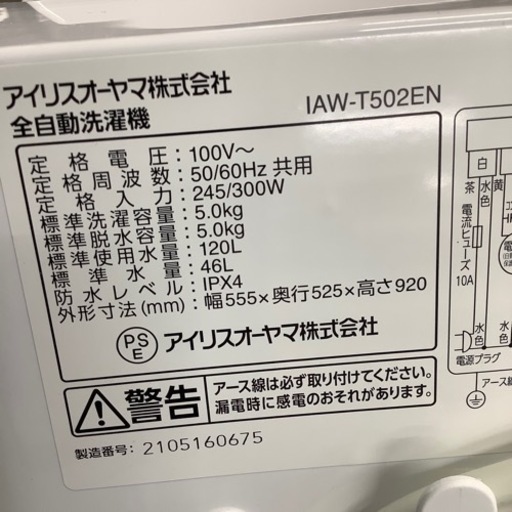 アイリスオーヤマ株式会社
全自動洗濯機 IAW-T502EN
定格電圧:100V～
定格周波数:50/60Hz 共用
定格入力:245/300W
標準洗濯容量:5.0kg
標準脱水容量:5.0kg
標準使用水量:120L
標準水量:46L
防水レベル:IPX4
外形寸法(mm):幅555×奥行525×高さ920
PS
E
アイリスオーヤマ株式会社
警告
アース線は必ず取り付けてください。
漏電時に感電のおそれがあります。
製造番号: 2105160675
白
茶
水色
黄
電流ヒューズ
10A
水色
水色
電源プラグ
アース線